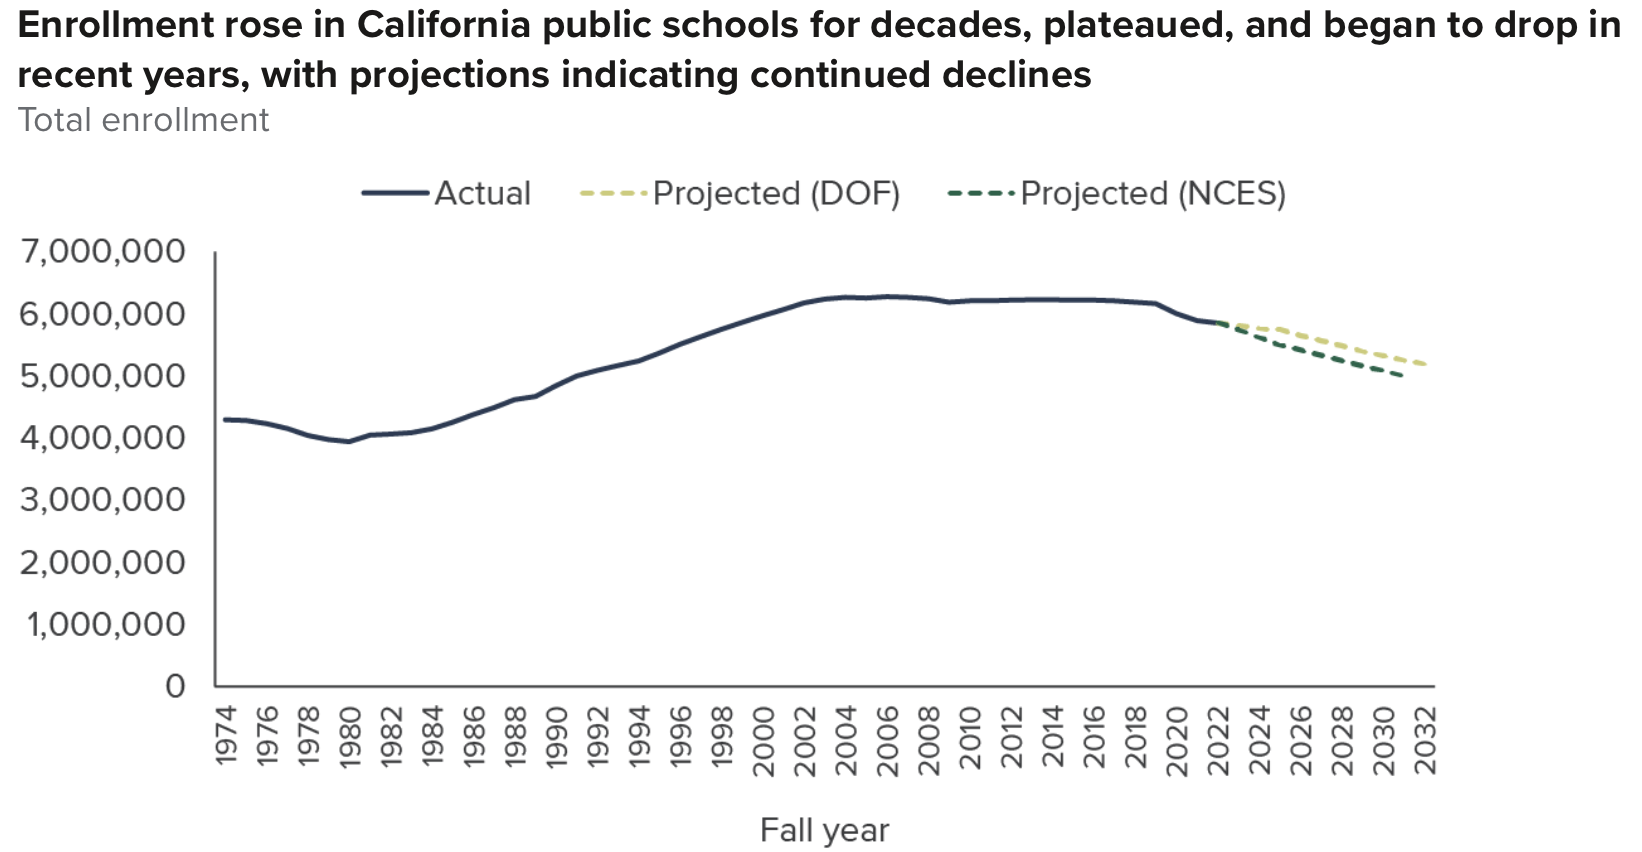 Enrollment rose in California public schools for decades, plateaued, and began to drop in
recent years, with projections indicating continued declines
Total enrollment
Actual Projected (DOF) Projected (NCES)
7,000,000
6,000,000
5,000,000
4,000,000
3,000,000
2,000,000
1,000,000
0
1974 1976 1978 1980 1982 1984 1986 1988 1990 1992 1994 1996 1998 2000 2002 2004 2006 2008 2010 2012 2014 2016 2018 2020 2022 2024 2026 2028 2030 2032
Fall year